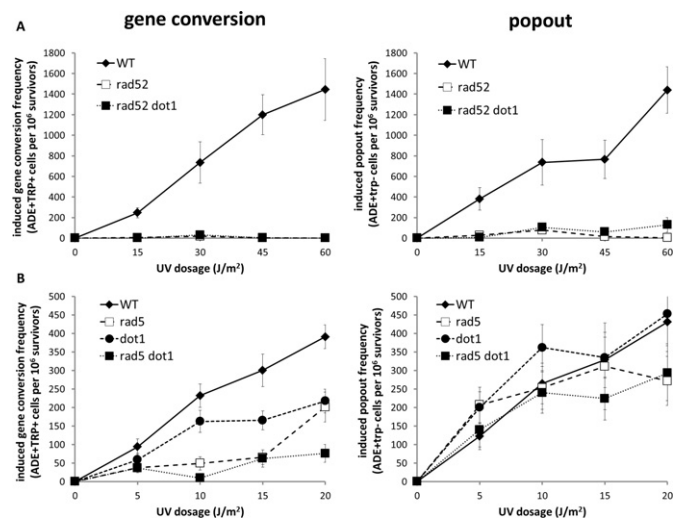 gene conversion
popout
A
induced gene conversion frequency
(ADE+TRP+ cells per 10⁶ survivors)
1800
1600
1400
1200
1000
800
600
400
200
0
WT
rad52
rad52 dot1
0 15 30 45 60
UV dosage (J/m²)
induced popout frequency
(ADE+trp- cells per 10⁶ survivors)
1800
1600
1400
1200
1000
800
600
400
200
0
WT
rad52
rad52 dot1
0 15 30 45 60
UV dosage (J/m²)
B
induced gene conversion frequency
(ADE+TRP+ cells per 10⁶ survivors)
500
450
400
350
300
250
200
150
100
50
0
WT
rad5
dot1
rad5 dot1
0 5 10 15 20
UV dosage (J/m²)
induced popout frequency
(ADE+trp- cells per 10⁶ survivors)
500
450
400
350
300
250
200
150
100
50
0
WT
rad5
dot1
rad5 dot1
0 5 10 15 20
UV dosage (J/m²)